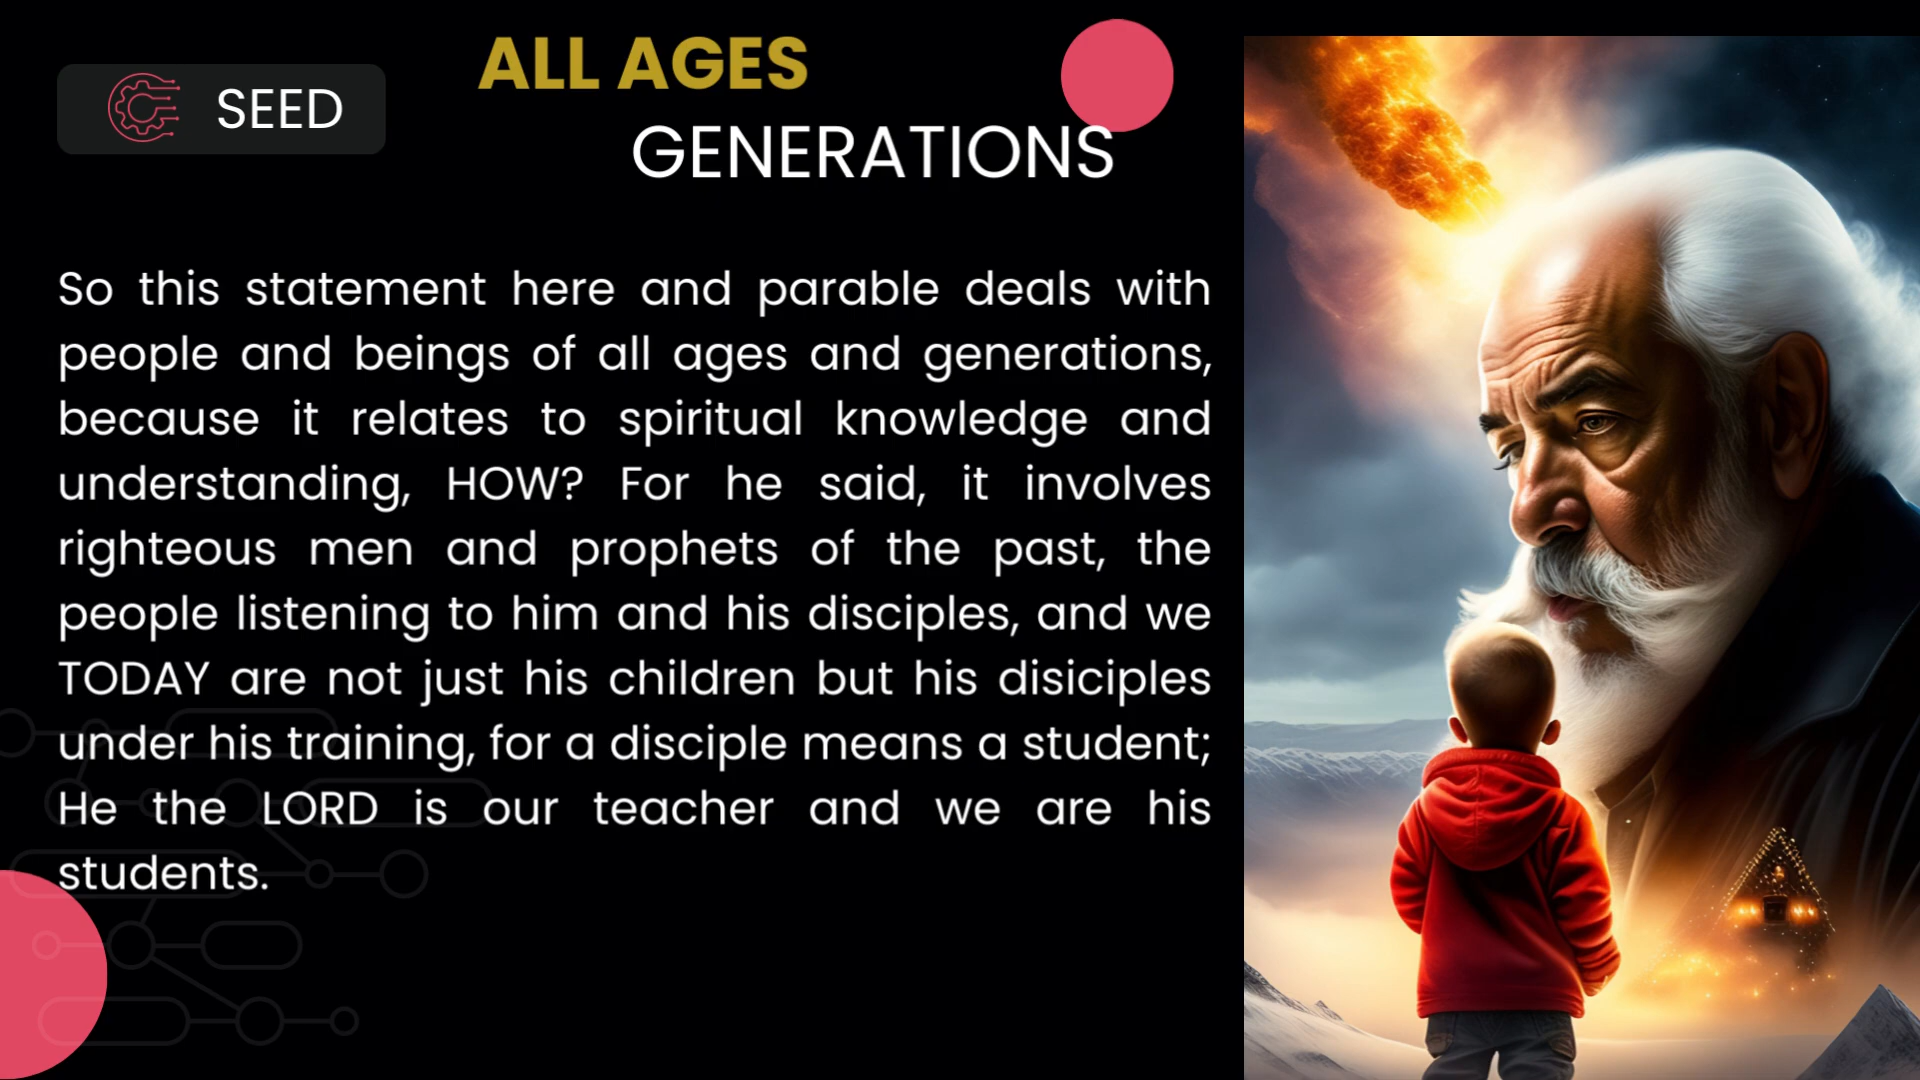 SEED
ALL AGES
GENERATIONS
So this statement here and parable deals with
people and beings of all ages and generations,
because it relates to spiritual knowledge and
understanding, HOW? For he said, it involves
righteous men and prophets of the past, the
people listening to him and his disciples, and we
TODAY are not just his children but his disiciples
under his training, for a disciple means a student;
He the LORD is our teacher and we are his
students.